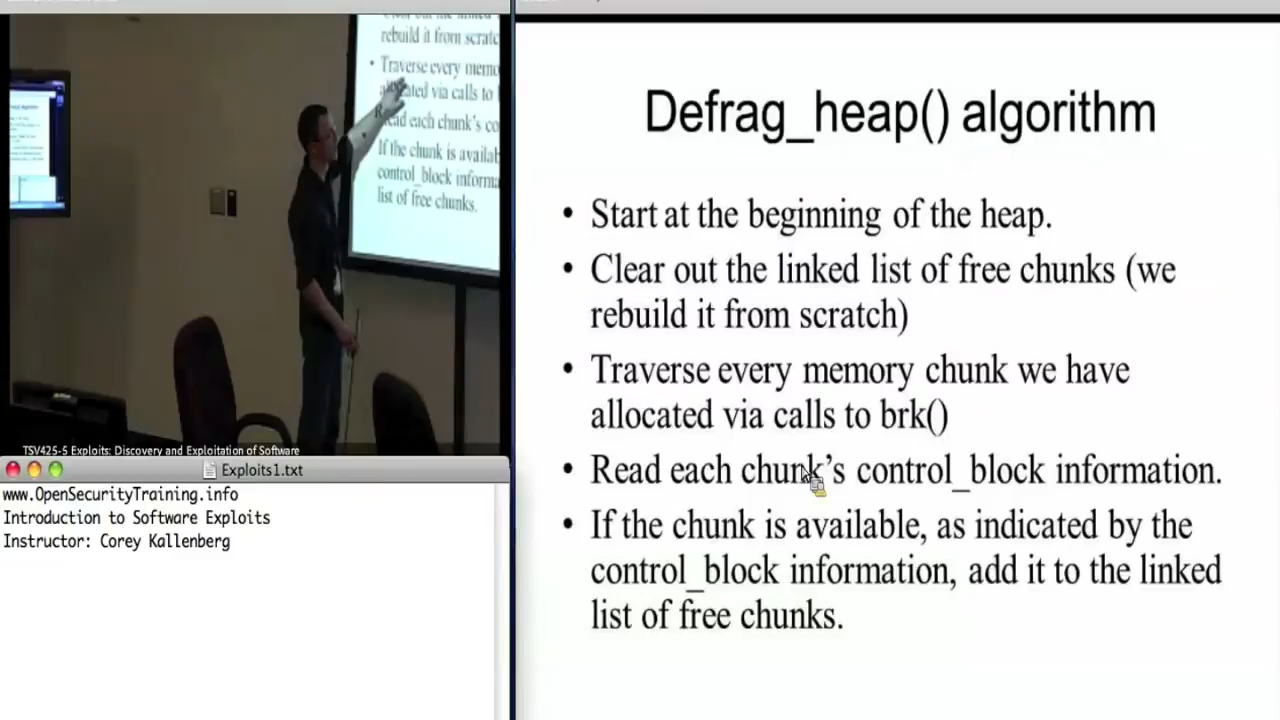 rebuild it from scratc
• Traverse every memo
ated via calls to
Read each chunk's co
If the chunk is availab
control_block informa
list of free chunks.
TSV425-5 Exploits: Discovery and Exploitation of Software
Exploits1.txt
www.OpenSecurityTraining.info
Introduction to Software Exploits
Instructor: Corey Kallenberg
Defrag_heap() algorithm
• Start at the beginning of the heap.
• Clear out the linked list of free chunks (we
rebuild it from scratch)
• Traverse every memory chunk we have
allocated via calls to brk()
• Read each chunk's control_block information.
• If the chunk is available, as indicated by the
control_block information, add it to the linked
list of free chunks.